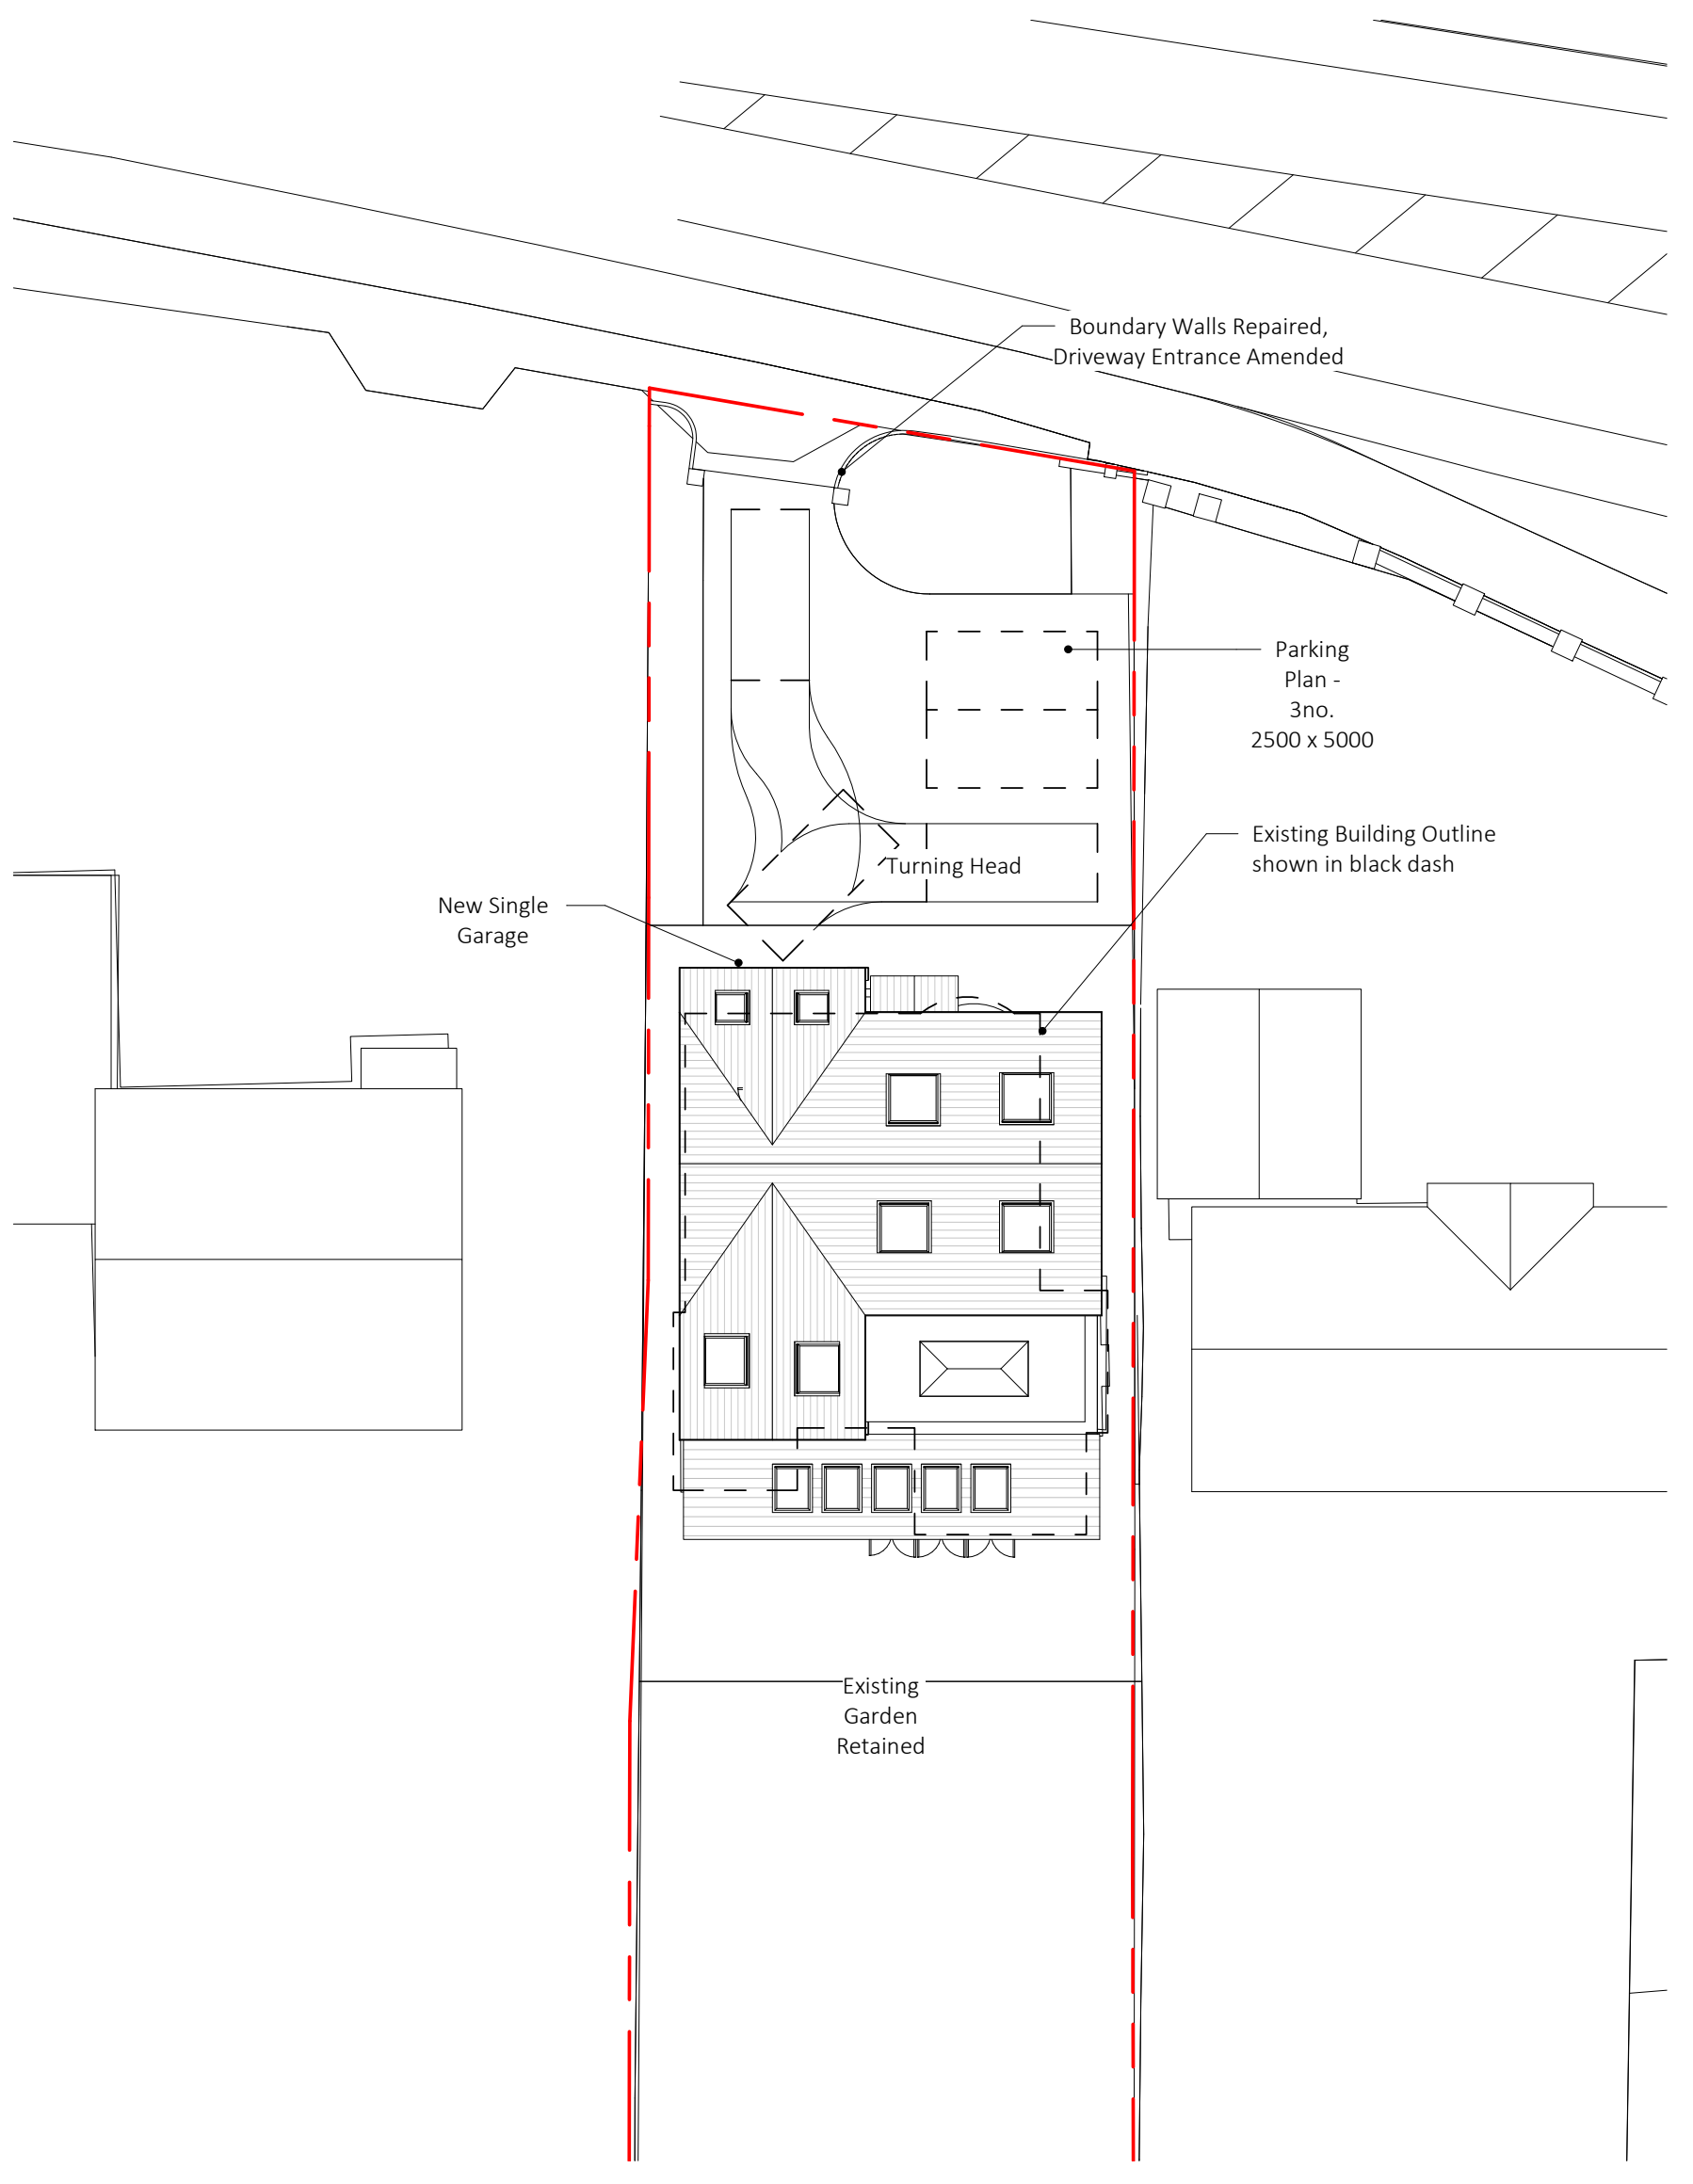 Boundary Walls Repaired,
Driveway Entrance Amended
Parking
Plan -
3no.
2500 x 5000
Existing Building Outline
shown in black dash
Turning Head
New Single
Garage
Existing
Garden
Retained